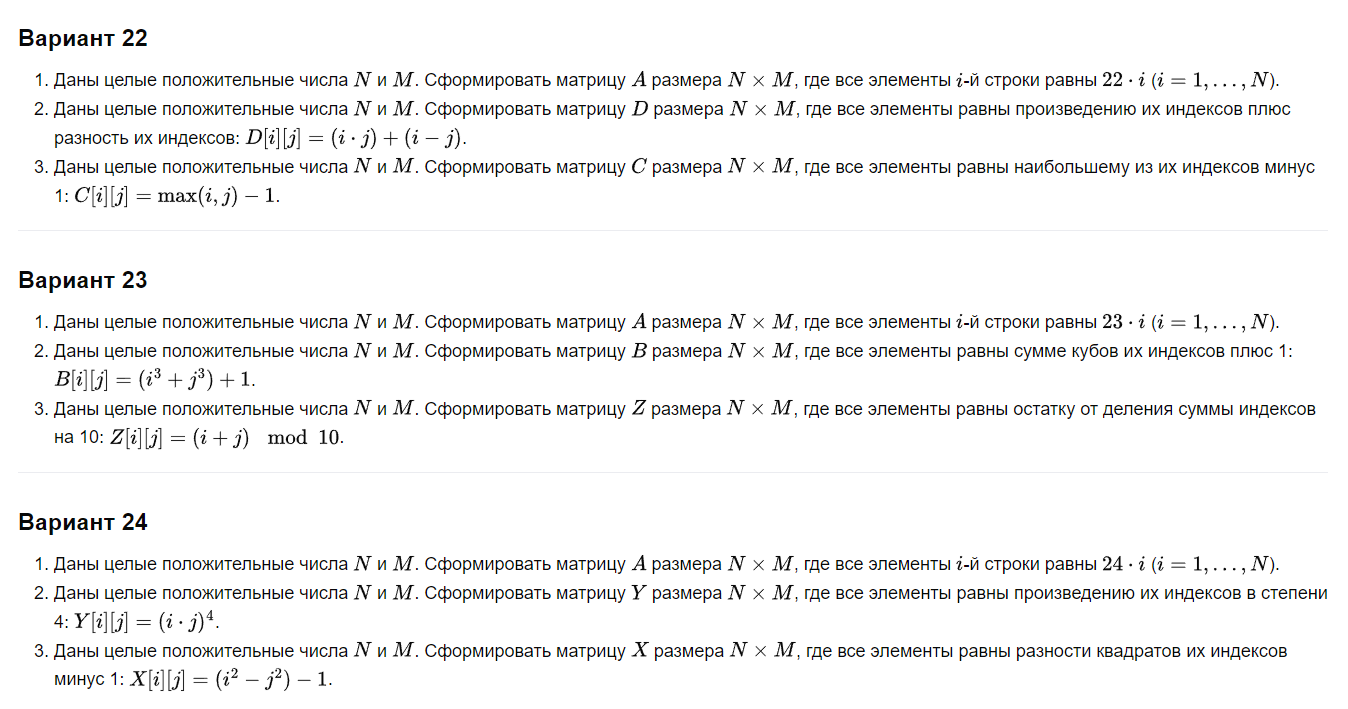 Вариант 22
1. Даны целые положительные числа N и M. Сформировать матрицу A размера N × M, где все элементы i-й строки равны 22 · i (i = 1, . . . , N).
2. Даны целые положительные числа N и M. Сформировать матрицу D размера N × M, где все элементы равны произведению их индексов плюс
разность их индексов: D[i][j] = (i · j) + (i − j).
3. Даны целые положительные числа N и M. Сформировать матрицу C размера N × M, где все элементы равны наибольшему из их индексов минус
1: C[i][j] = max(i, j) − 1.
Вариант 23
1. Даны целые положительные числа N и M. Сформировать матрицу A размера N × M, где все элементы i-й строки равны 23 · i (i = 1, . . . , N).
2. Даны целые положительные числа N и M. Сформировать матрицу B размера N × M, где все элементы равны сумме кубов их индексов плюс 1:
B[i][j] = (i³ + j³) + 1.
3. Даны целые положительные числа N и M. Сформировать матрицу Z размера N × M, где все элементы равны остатку от деления суммы индексов
на 10: Z[i][j] = (i + j) mod 10.
Вариант 24
1. Даны целые положительные числа N и M. Сформировать матрицу A размера N × M, где все элементы i-й строки равны 24 · i (i = 1, . . . , N).
2. Даны целые положительные числа N и M. Сформировать матрицу Y размера N × M, где все элементы равны произведению их индексов в степени
4: Y[i][j] = (i · j)⁴.
3. Даны целые положительные числа N и M. Сформировать матрицу X размера N × M, где все элементы равны разности квадратов их индексов
минус 1: X[i][j] = (i² − j²) − 1.